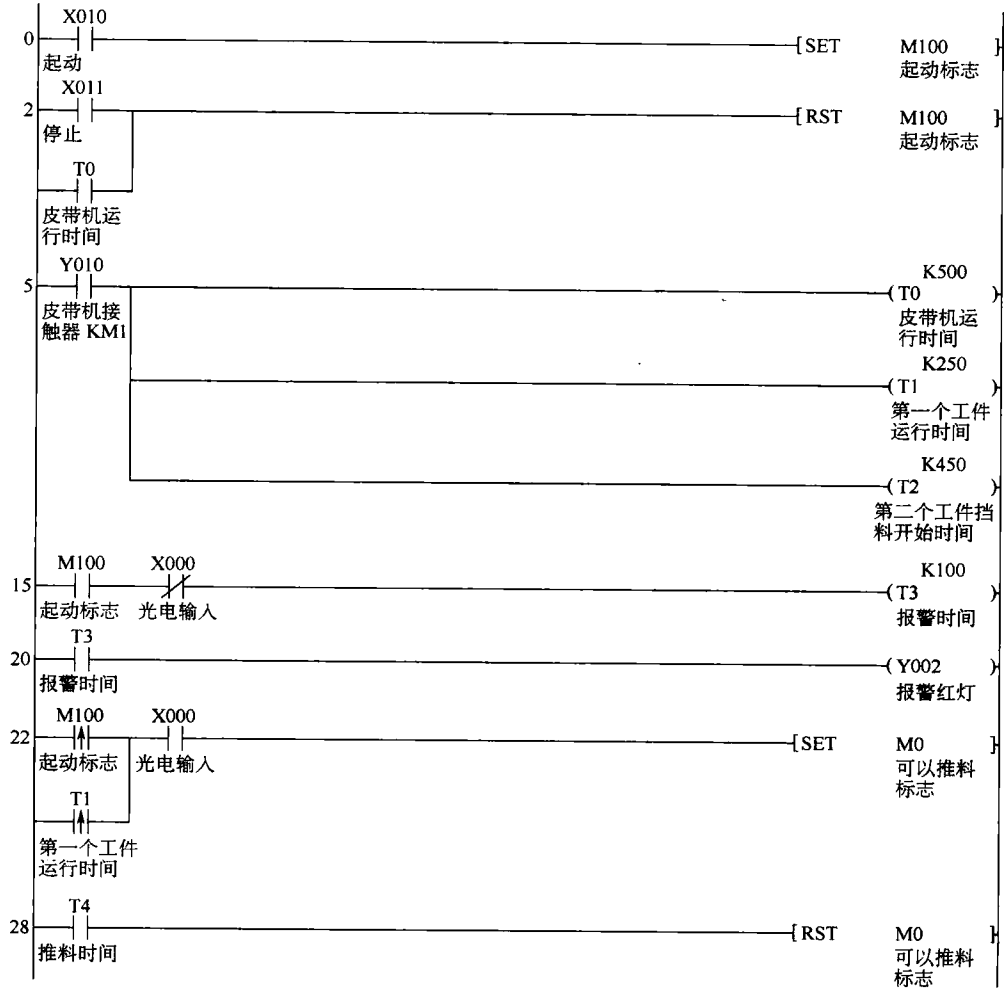 X010
0
[SET M100 ]
起动
起动标志
X011
2
[RST M100 ]
停止
起动标志
T0
皮带机运
行时间
Y010
K500
5
(T0 )
皮带机接
触器 KM1
皮带机运
行时间
K250
(T1 )
第一个工件
运行时间
K450
(T2 )
第二个工件挡
料开始时间
M100 X000
K100
15
(T3 )
起动标志 光电输入
报警时间
T3
20
(Y002 )
报警时间
报警红灯
M100 X000
22
[SET M0 ]
起动标志 光电输入
可以推料
标志
T1
第一个工件
运行时间
T4
28
[RST M0 ]
推料时间
可以推料
标志